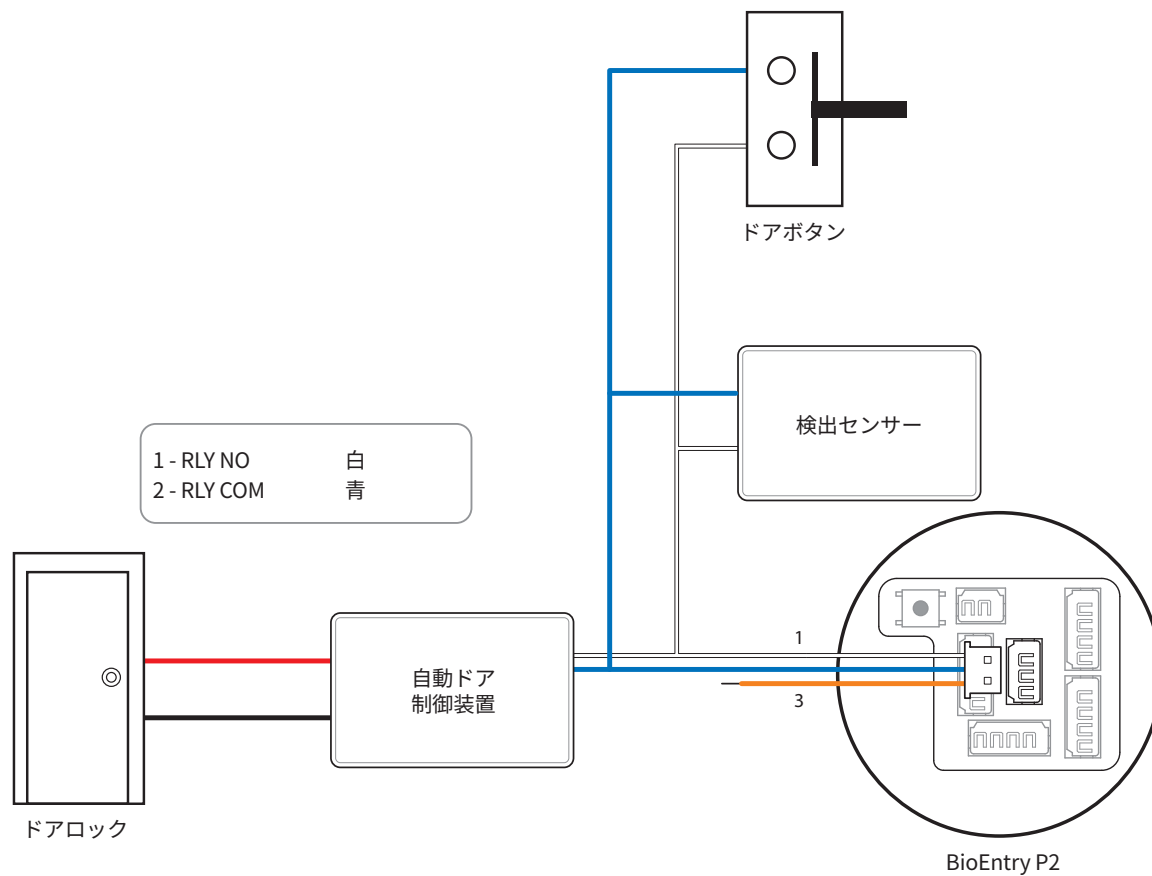 ドアボタン
検出センサー
1 - RLY NO 白
2 - RLY COM 青
1
自動ドア
制御装置
3
ドアロック
BioEntry P2